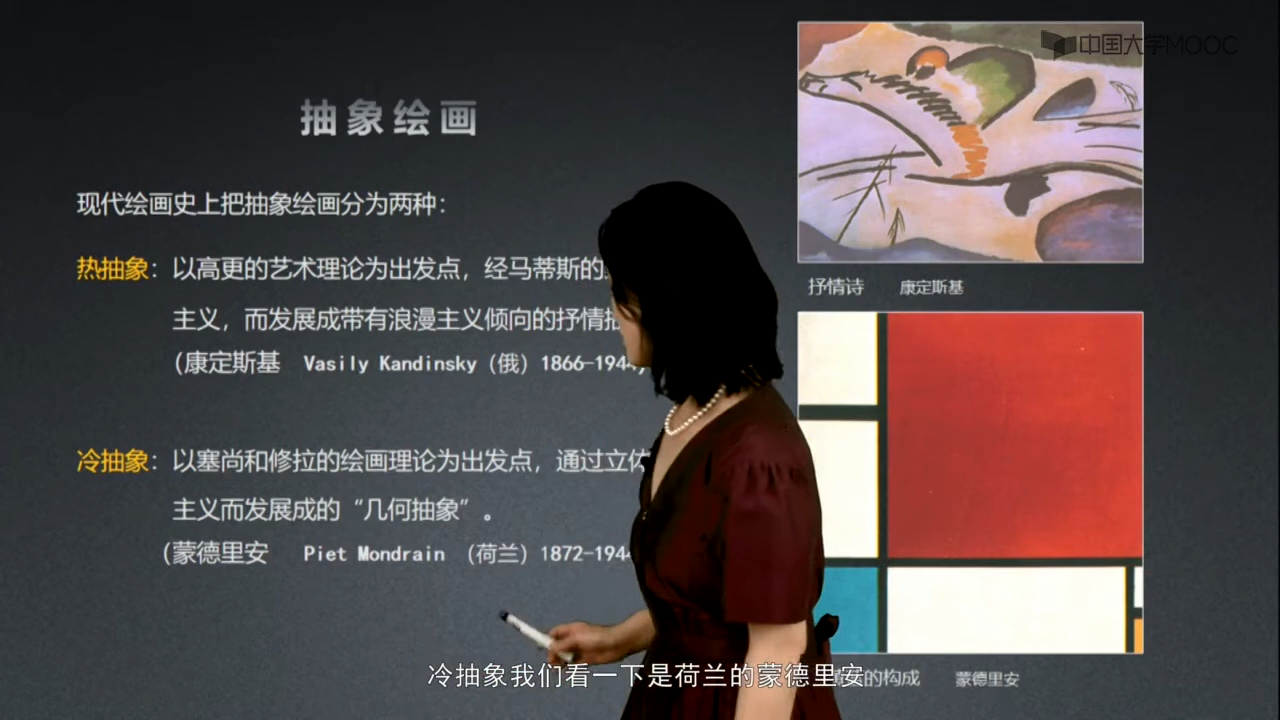 中国大学MOOC
抽象绘画
现代绘画史上把抽象绘画分为两种：
热抽象：以高更的艺术理论为出发点，经马蒂斯的
主义，而发展成带有浪漫主义倾向的抒情
（康定斯基 Vasily Kandinsky（俄）1866-1944）
冷抽象：以塞尚和修拉的绘画理论为出发点，通过立体
主义而发展成的“几何抽象”。
（蒙德里安 Piet Mondrain （荷兰）1872-194
抒情诗 康定斯基
的构成 蒙德里安
冷抽象我们看一下是荷兰的蒙德里安